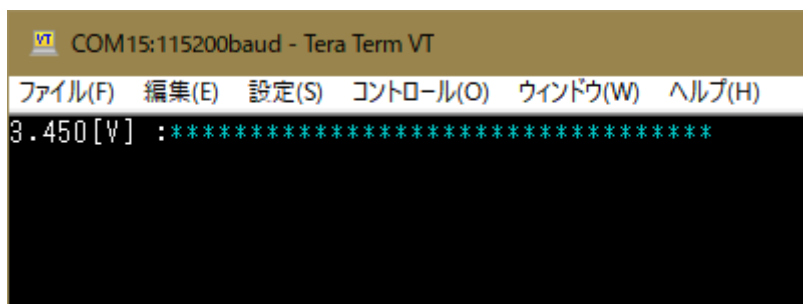 COM15:115200baud - Tera Term VT
ファイル(F) 編集(E) 設定(S) コントロール(O) ウィンドウ(W) ヘルプ(H)
3.450[V] :**********************************